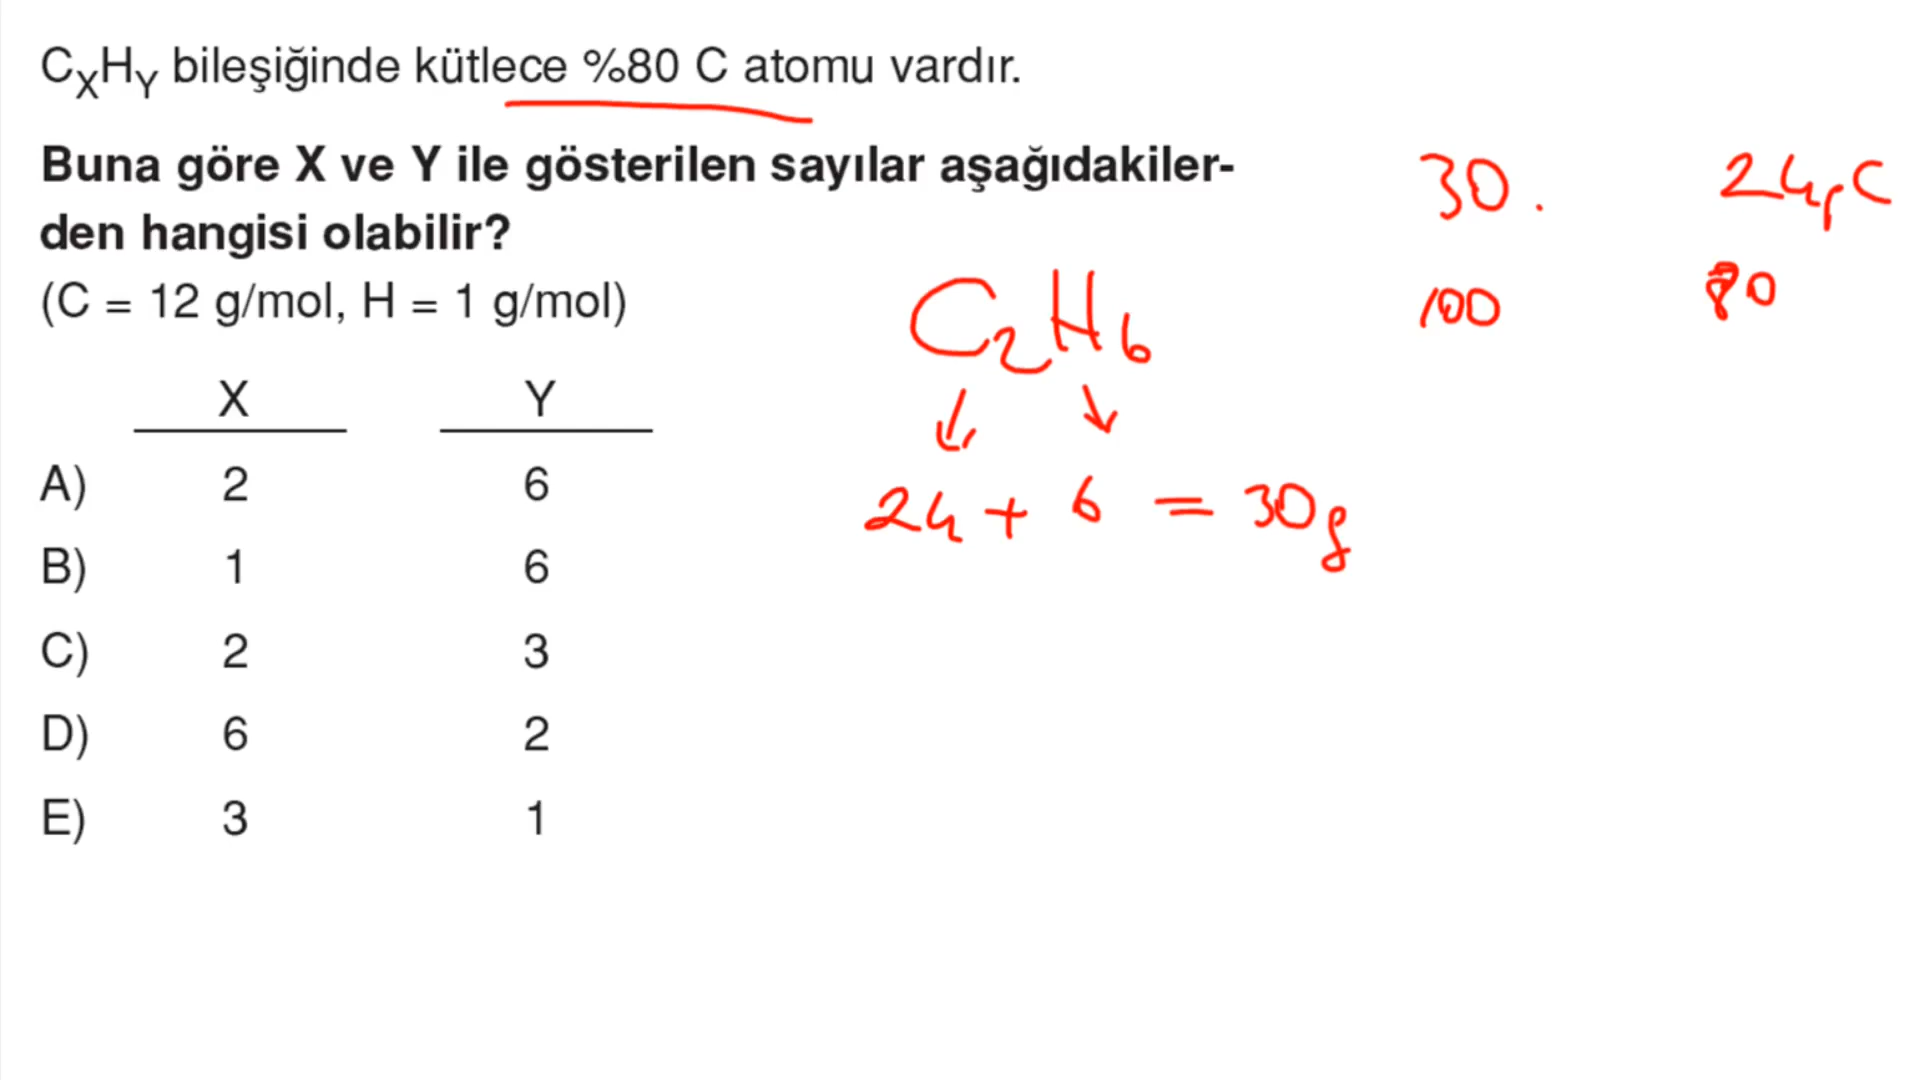 CXHY bileşiğinde kütlece %80 C atomu vardır.
Buna göre X ve Y ile gösterilen sayılar aşağıdakiler-
den hangisi olabilir?
(C = 12 g/mol, H = 1 g/mol)
X Y
A) 2 6
B) 1 6
C) 2 3
D) 6 2
E) 3 1
30. 24g C
100 80
C2H6
24 + 6 = 30g